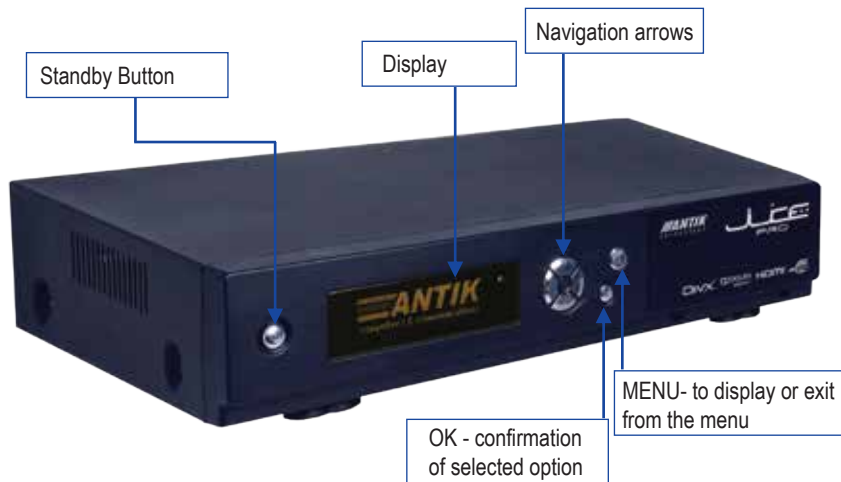 Navigation arrows
Standby Button
Display
ANTIK
JUICE
PRO
ANTIK
DIVX
HDMI
MENU- to display or exit
from the menu
OK - confirmation
of selected option